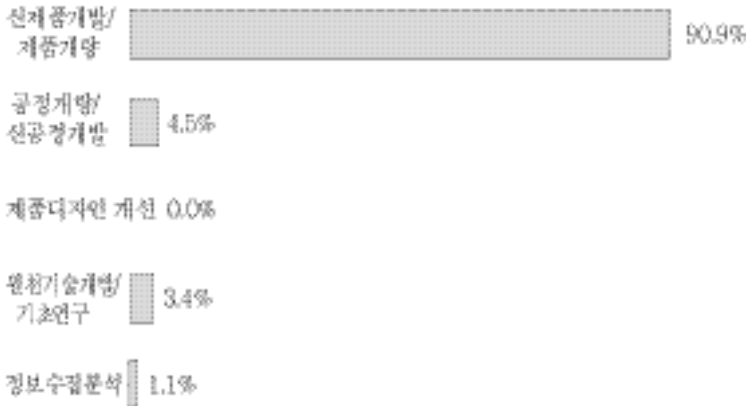 신제품개발/
제품개량
90.9%
공정개량/
신공정개발
4.5%
제품디자인 개선 0.0%
원천기술개발/
기초연구
3.4%
정보수집분석
1.1%